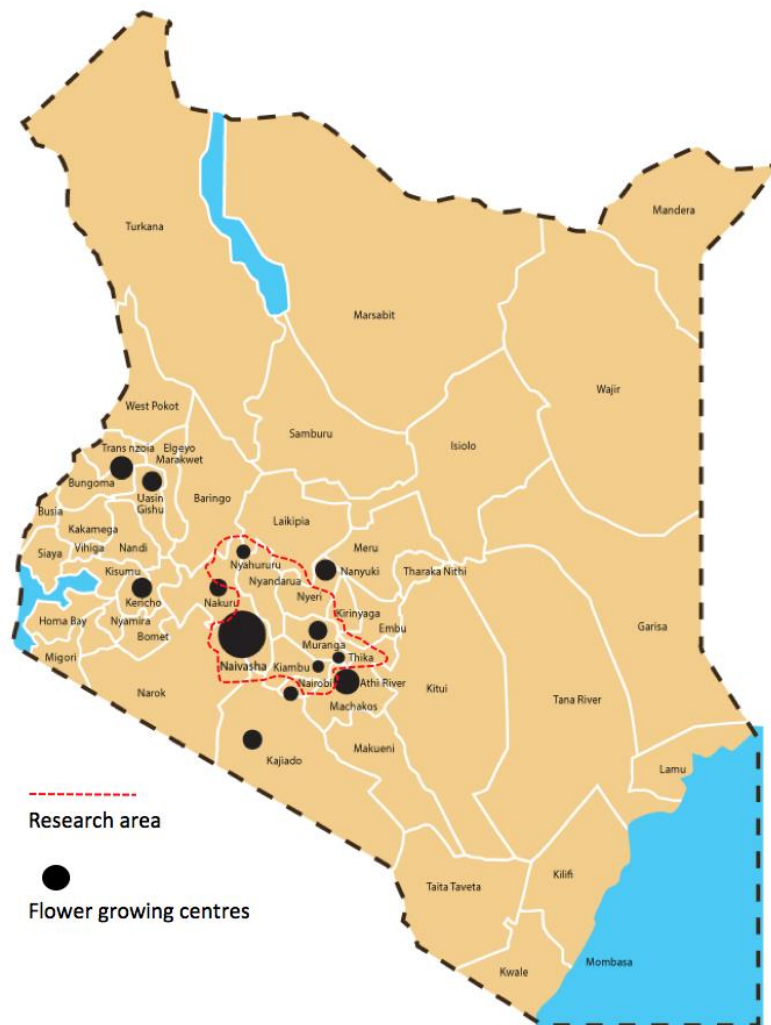 Mandera
Turkana
Marsabit
Wajir
West Pokot
Samburu
Isiolo
Trans nzoia
Elgeyo
Marakwet
Bungoma
Uasin
Gishu
Baringo
Busia
Laikipia
Kakamega
Meru
Siaya
Vihiga
Nandi
Nyahururu
Nanyuki
Tharaka Nithi
Kisumu
Nyandarua
Kericho
Nakuru
Nyeri
Kirinyaga
Homa Bay
Nyamira
Embu
Garisa
Bomet
Muranga
Migori
Naivasha
Kiambu
Thika
Narok
Nairobi
Athi River
Kitui
Tana River
Machakos
Makueni
Kajiado
Lamu
Research area
Taita Taveta
Kilifi
Flower growing centres
Kwale
Mombasa